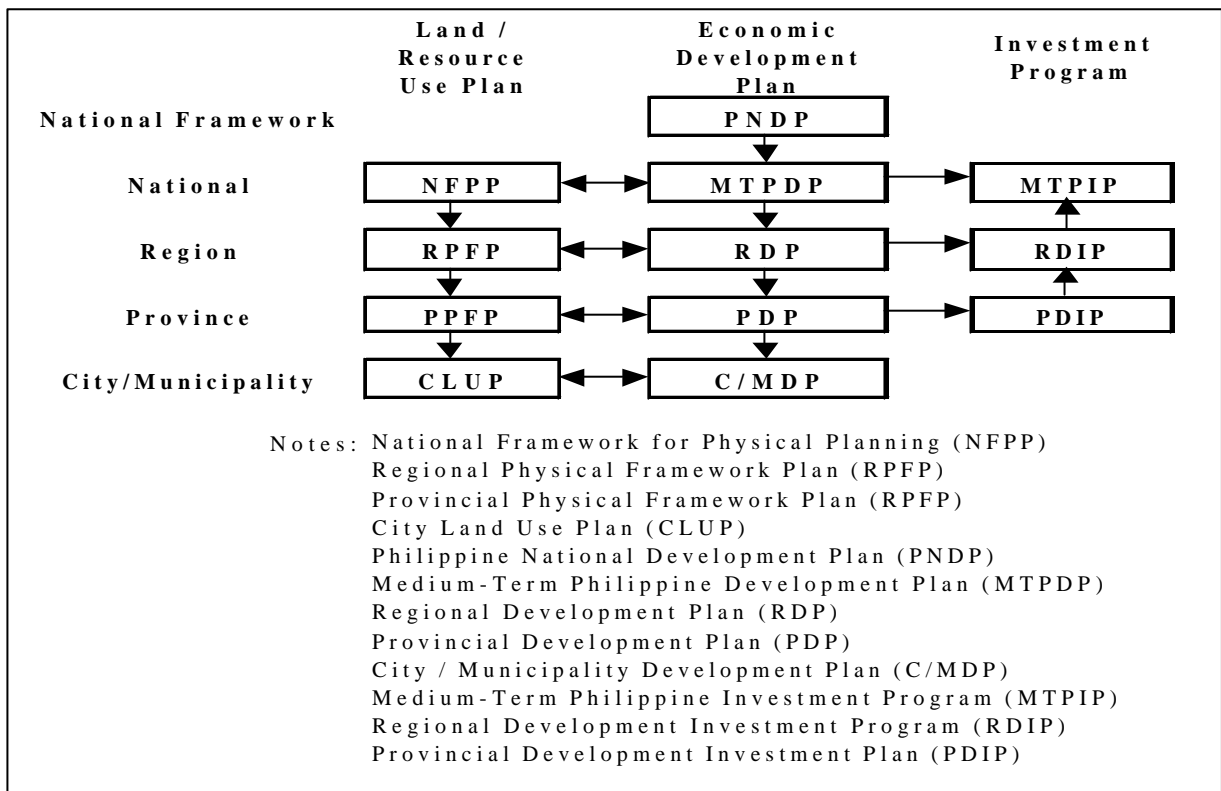 Land /
Resource
Use Plan
Economic
Development
Plan
Investment
Program
National Framework
PNDP
National
NFPP
MTPDP
MTPIP
Region
RPFP
RDP
RDIP
Province
PPFP
PDP
PDIP
City/Municipality
CLUP
C/MDP
Notes: National Framework for Physical Planning (NFPP)
Regional Physical Framework Plan (RPFP)
Provincial Physical Framework Plan (RPFP)
City Land Use Plan (CLUP)
Philippine National Development Plan (PNDP)
Medium-Term Philippine Development Plan (MTPDP)
Regional Development Plan (RDP)
Provincial Development Plan (PDP)
City / Municipality Development Plan (C/MDP)
Medium-Term Philippine Investment Program (MTPIP)
Regional Development Investment Program (RDIP)
Provincial Development Investment Plan (PDIP)